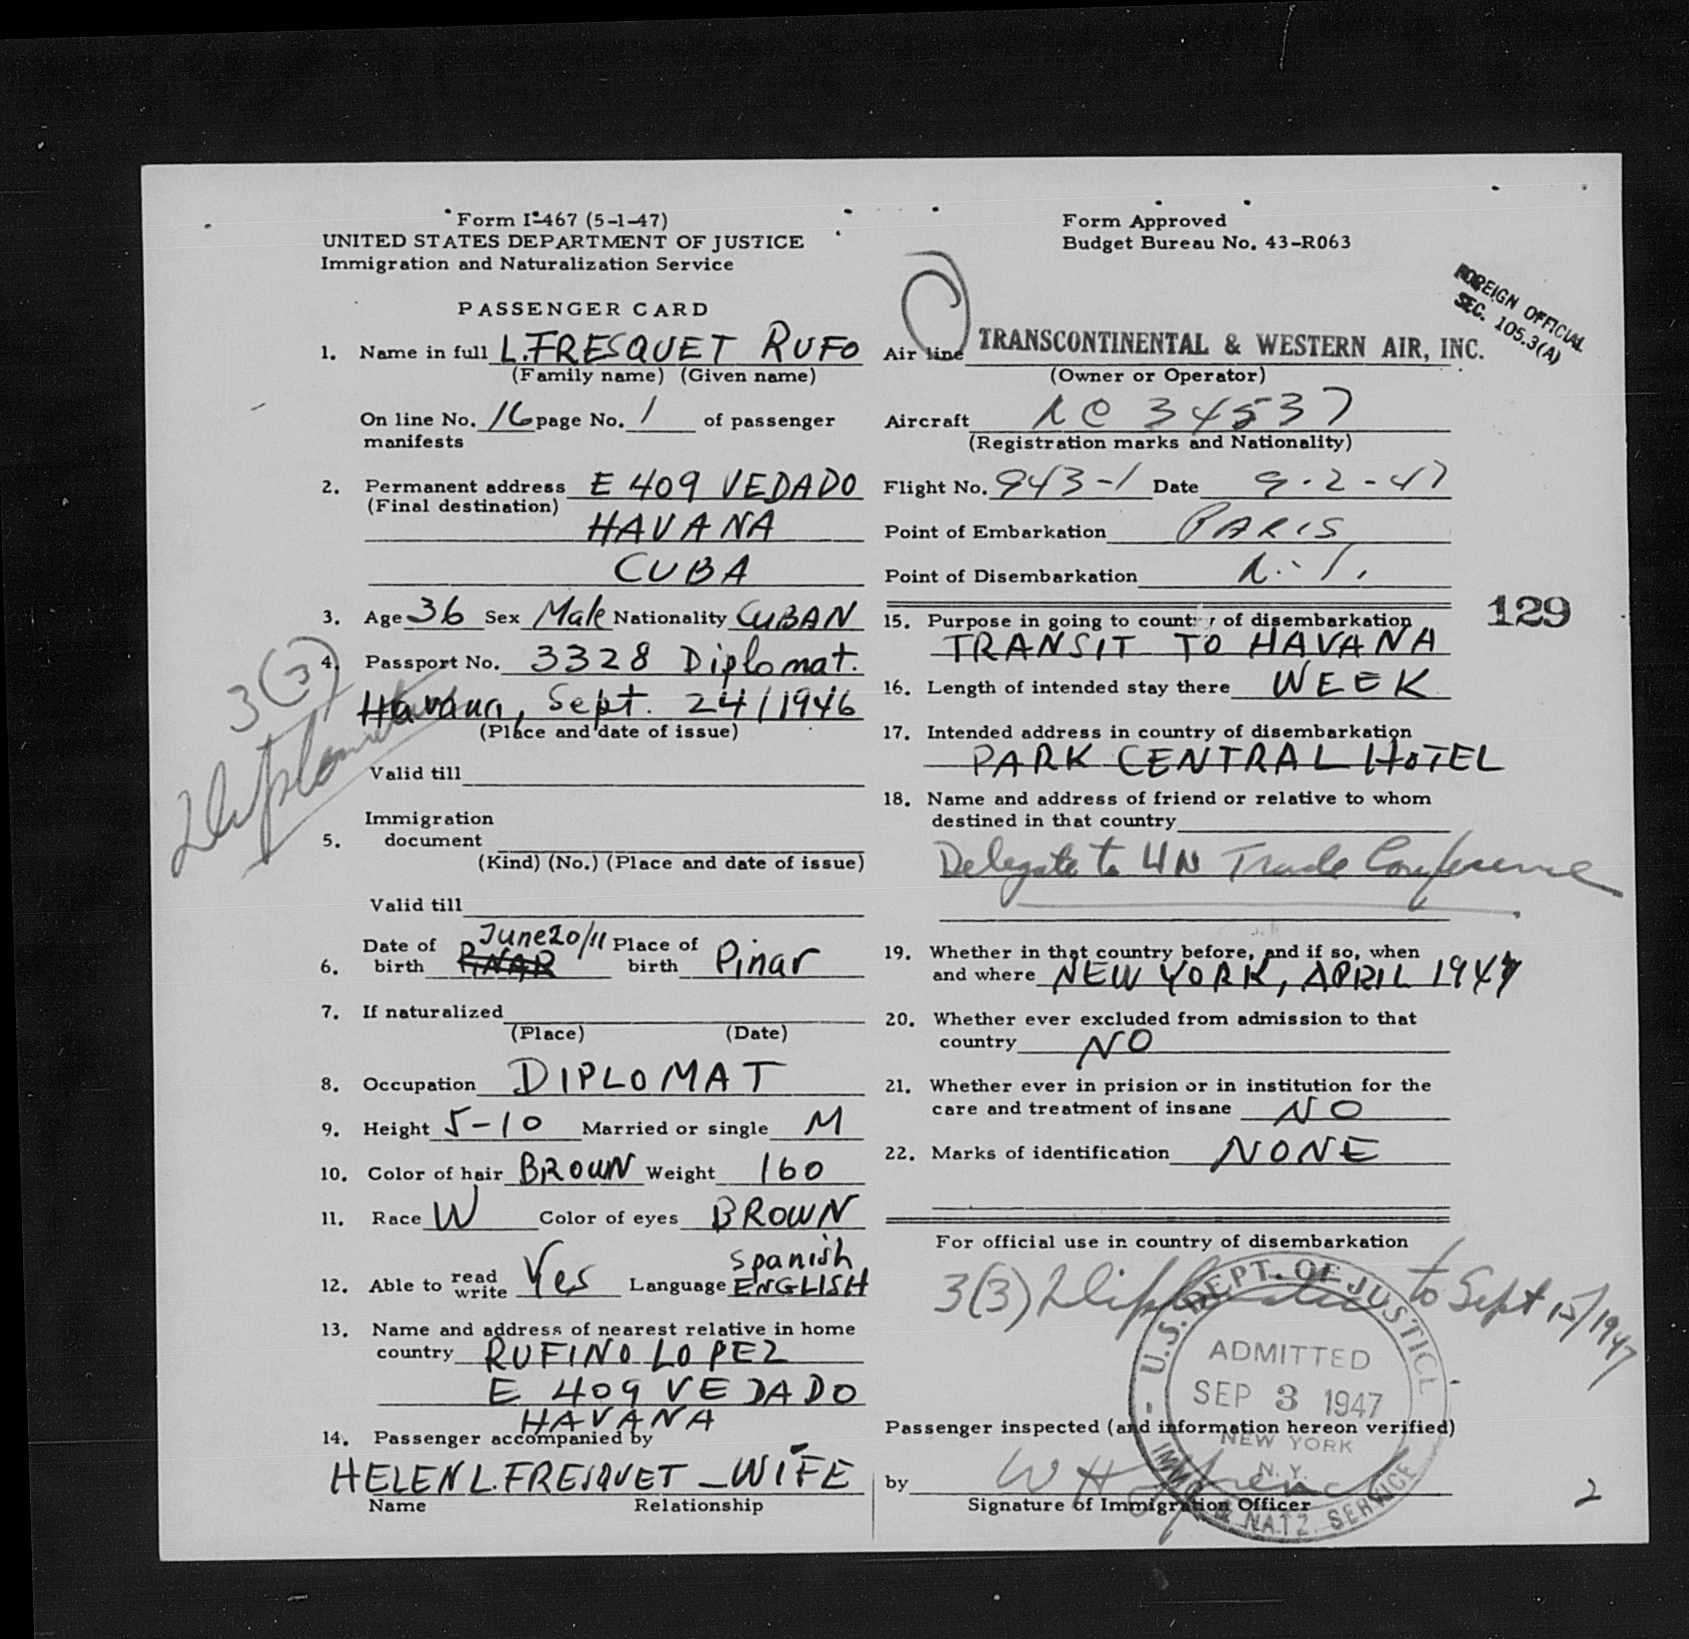 Form I-467 (5-1-47)
UNITED STATES DEPARTMENT OF JUSTICE
Immigration and Naturalization Service
PASSENGER CARD
1. Name in full L.FRESQUET RUFO
(Family name) (Given name)
On line No. 16 page No. 1 of passenger
manifests
2. Permanent address E 409 VEDADO
(Final destination)
HAVANA
CUBA
3. Age 36 Sex Male Nationality CUBAN
4. Passport No. 3328 Diplomat.
Havana, Sept. 24/1946
(Place and date of issue)
3(3)
Valid till
Immigration
5. document
(Kind) (No.) (Place and date of issue)
Valid till
Date of June 20/11 Place of
6. birth PINAR birth Pinar
7. If naturalized
(Place) (Date)
8. Occupation DIPLOMAT
9. Height 5-10 Married or single M
10. Color of hair BROWN Weight 160
11. Race W Color of eyes BROWN
Spanish
12. Able to read write Yes Language ENGLISH
13. Name and address of nearest relative in home
country RUFINO LOPEZ
E 409 VEDADO
HAVANA
14. Passenger accompanied by
HELEN L. FRESQUET - WIFE
Name Relationship
Form Approved
Budget Bureau No. 43-R063
FOREIGN OFFICIAL
SEC. 105.3(A)
Air line TRANSCONTINENTAL & WESTERN AIR, INC.
(Owner or Operator)
Aircraft NC 34537
(Registration marks and Nationality)
Flight No. 943-1 Date 9-2-47
Point of Embarkation PARIS
Point of Disembarkation
129
15. Purpose in going to country of disembarkation
TRANSIT TO HAVANA
16. Length of intended stay there WEEK
17. Intended address in country of disembarkation
PARK CENTRAL HOTEL
18. Name and address of friend or relative to whom
destined in that country
Delegate to UN Trade Conference
19. Whether in that country before, and if so, when
and where NEW YORK, APRIL 1947
20. Whether ever excluded from admission to that
country NO
21. Whether ever in prision or in institution for the
care and treatment of insane NO
22. Marks of identification NONE
For official use in country of disembarkation
3(3) to Sept 15/1947
U.S. DEPT. OF JUSTICE
ADMITTED
SEP 3 1947
NEW YORK
N. Y.
IMMIG. & NATZ. SERVICE
Passenger inspected (and information hereon verified)
by
Signature of Immigration Officer
2